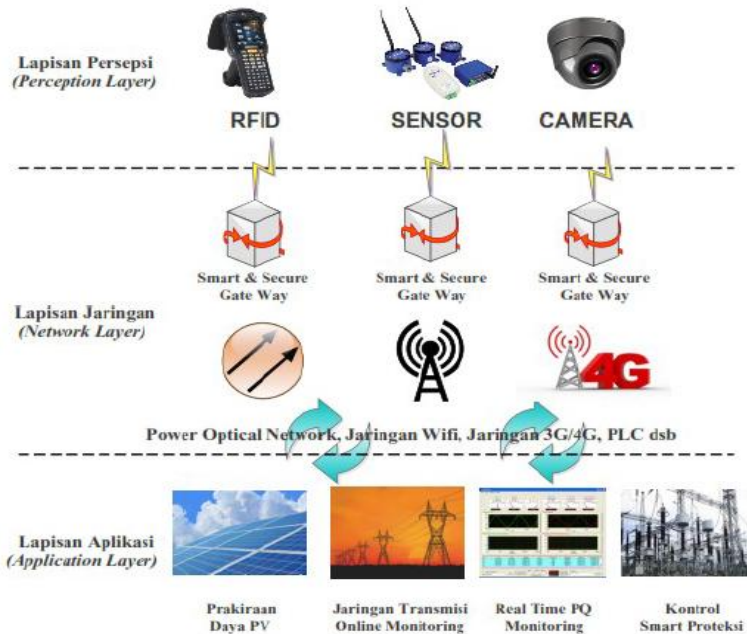 Lapisan Persepsi
(Perception Layer)
RFID
SENSOR
CAMERA
Smart & Secure
Gate Way
Smart & Secure
Gate Way
Smart & Secure
Gate Way
Lapisan Jaringan
(Network Layer)
4G
Power Optical Network, Jaringan Wifi, Jaringan 3G/4G, PLC dsb
Lapisan Aplikasi
(Application Layer)
Prakiraan
Daya PV
Jaringan Transmisi
Online Monitoring
Real Time PQ
Monitoring
Kontrol
Smart Proteksi